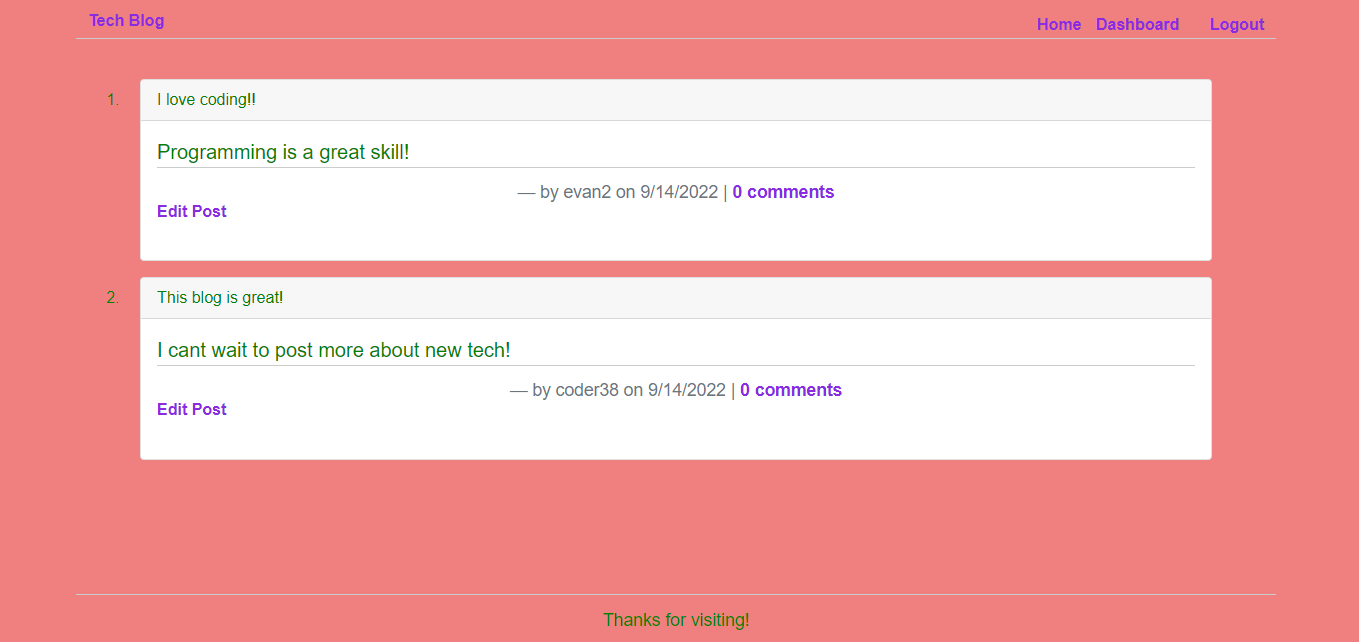 Tech Blog
Home Dashboard Logout
1. I love coding!!
Programming is a great skill!
— by evan2 on 9/14/2022 | 0 comments
Edit Post
2. This blog is great!
I cant wait to post more about new tech!
— by coder38 on 9/14/2022 | 0 comments
Edit Post
Thanks for visiting!